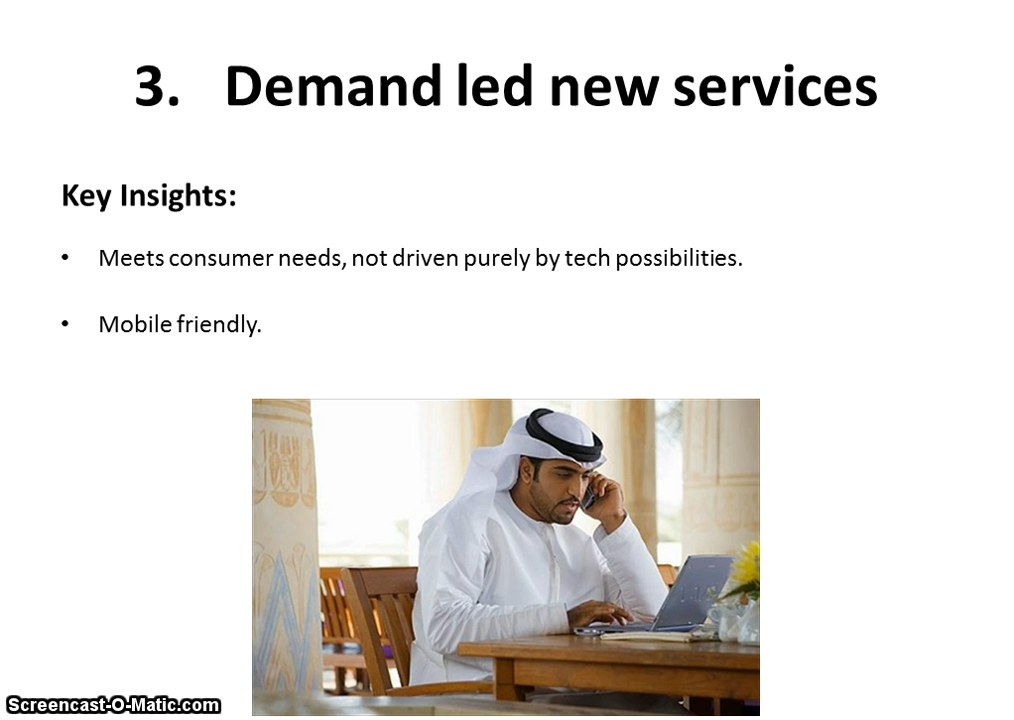 3. Demand led new services
Key Insights:
• Meets consumer needs, not driven purely by tech possibilities.
• Mobile friendly.
Screencast-O-Matic.com